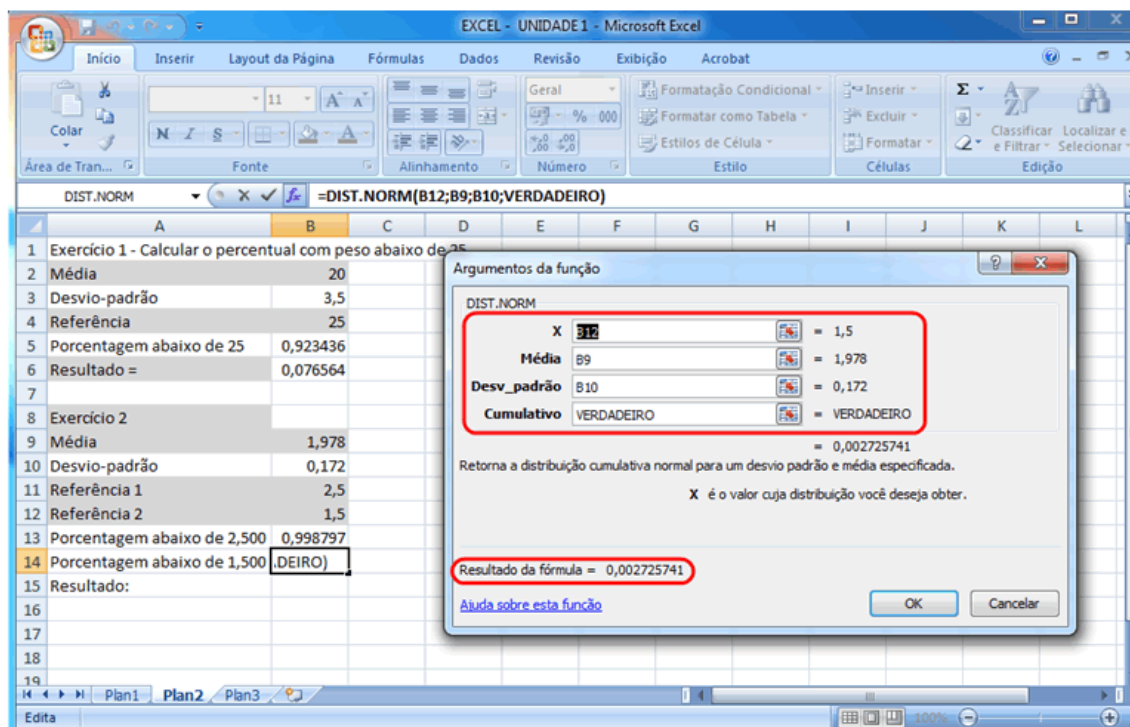 EXCEL - UNIDADE 1 - Microsoft Excel
Início Inserir Layout da Página Fórmulas Dados Revisão Exibição Acrobat
Colar
11
A A
N I S
A
Geral
% 000
Formatação Condicional
Formatar como Tabela
Estilos de Célula
Inserir
Excluir
Formatar
Σ
Classificar e Filtrar
Localizar e Selecionar
Área de Tran... Fonte Alinhamento Número Estilo Células Edição
DIST.NORM fx =DIST.NORM(B12;B9;B10;VERDADEIRO)
A B C D E F G H I J K L
1 Exercício 1 - Calcular o percentual com peso abaixo de 25
2 Média 20
3 Desvio-padrão 3,5
4 Referência 25
5 Porcentagem abaixo de 25 0,923436
6 Resultado = 0,076564
7
8 Exercício 2
9 Média 1,978
10 Desvio-padrão 0,172
11 Referência 1 2,5
12 Referência 2 1,5
13 Porcentagem abaixo de 2,500 0,998797
14 Porcentagem abaixo de 1,500 .DEIRO)
15 Resultado:
16
17
18
19
Argumentos da função
DIST.NORM
X B12 = 1,5
Média B9 = 1,978
Desv_padrão B10 = 0,172
Cumulativo VERDADEIRO = VERDADEIRO
= 0,002725741
Retorna a distribuição cumulativa normal para um desvio padrão e média especificada.
X é o valor cuja distribuição você deseja obter.
Resultado da fórmula = 0,002725741
Ajuda sobre esta função
OK Cancelar
Plan1 Plan2 Plan3
Edita 100%